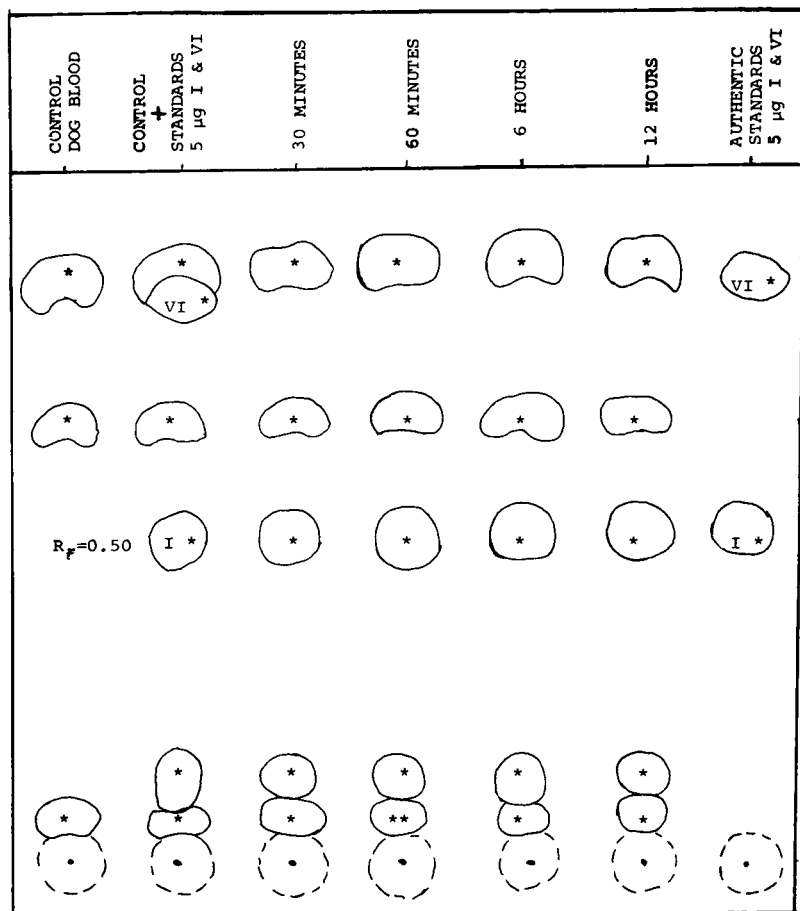 CONTROL
DOG BLOOD
CONTROL
+
STANDARDS
5 µg I & VI
30 MINUTES
60 MINUTES
6 HOURS
12 HOURS
AUTHENTIC
STANDARDS
5 µg I & VI
*
*
VI *
*
*
*
*
VI *
*
*
*
*
*
*
RF=0.50
I *
*
*
*
*
I *
*
*
*
*
*
*
*
*
**
*
*